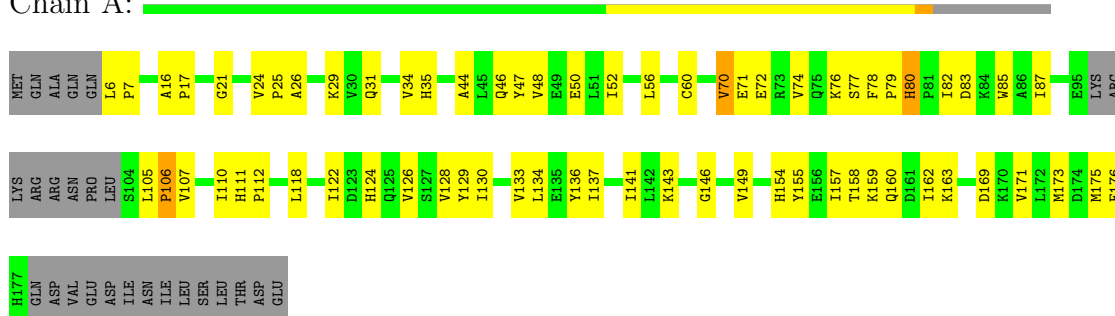 Chain A:
MET GLN ALA GLN GLN L6 P7 A16 P17 G21 V24 P25 A26 K29 V30 Q31 V34 H35 A44 L45 Q46 Y47 V48 E49 E50 L51 I52 L56 C60 V70 E71 E72 R73 V74 Q75 K76 S77 F78 P79 H80 P81 I82 D83 K84 W85 A86 I87 E95 LYS ARG
LYS ARG ARG ASN PRO LEU S104 L105 P106 V107 I110 H111 P112 L118 I122 D123 H124 Q125 V126 S127 V128 Y129 I130 V133 L134 E135 Y136 I137 I141 L142 K143 G146 V149 H154 Y155 E156 I157 T158 K159 Q160 D161 I162 K163 D169 K170 V171 L172 M173 D174 M175
H177 GLN ASP VAL GLU ASP ILE ASN ILE LEU SER LEU THR ASP GLU